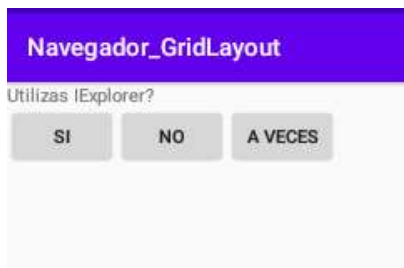 Navegador_GridLayout
Utilizas IExplorer?
SI NO A VECES